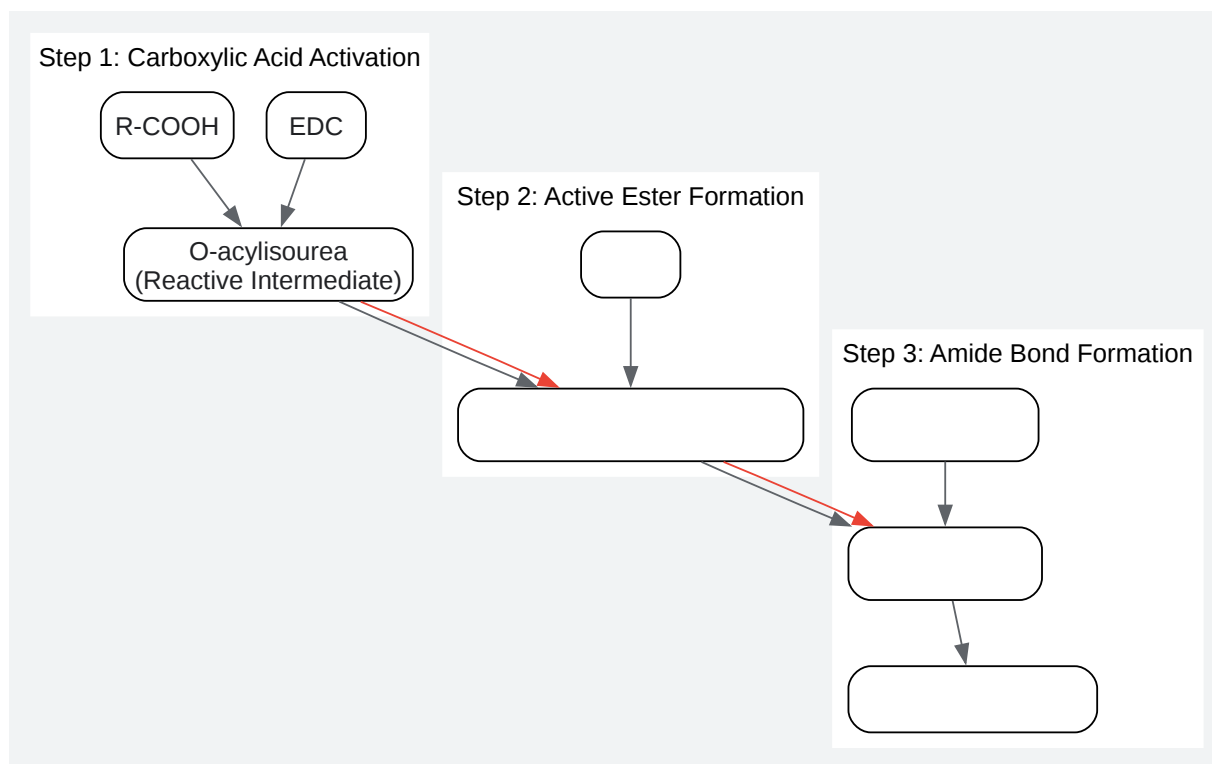 Step 1: Carboxylic Acid Activation
R-COOH
EDC
O-acylisourea
(Reactive Intermediate)
Step 2: Active Ester Formation
Step 3: Amide Bond Formation